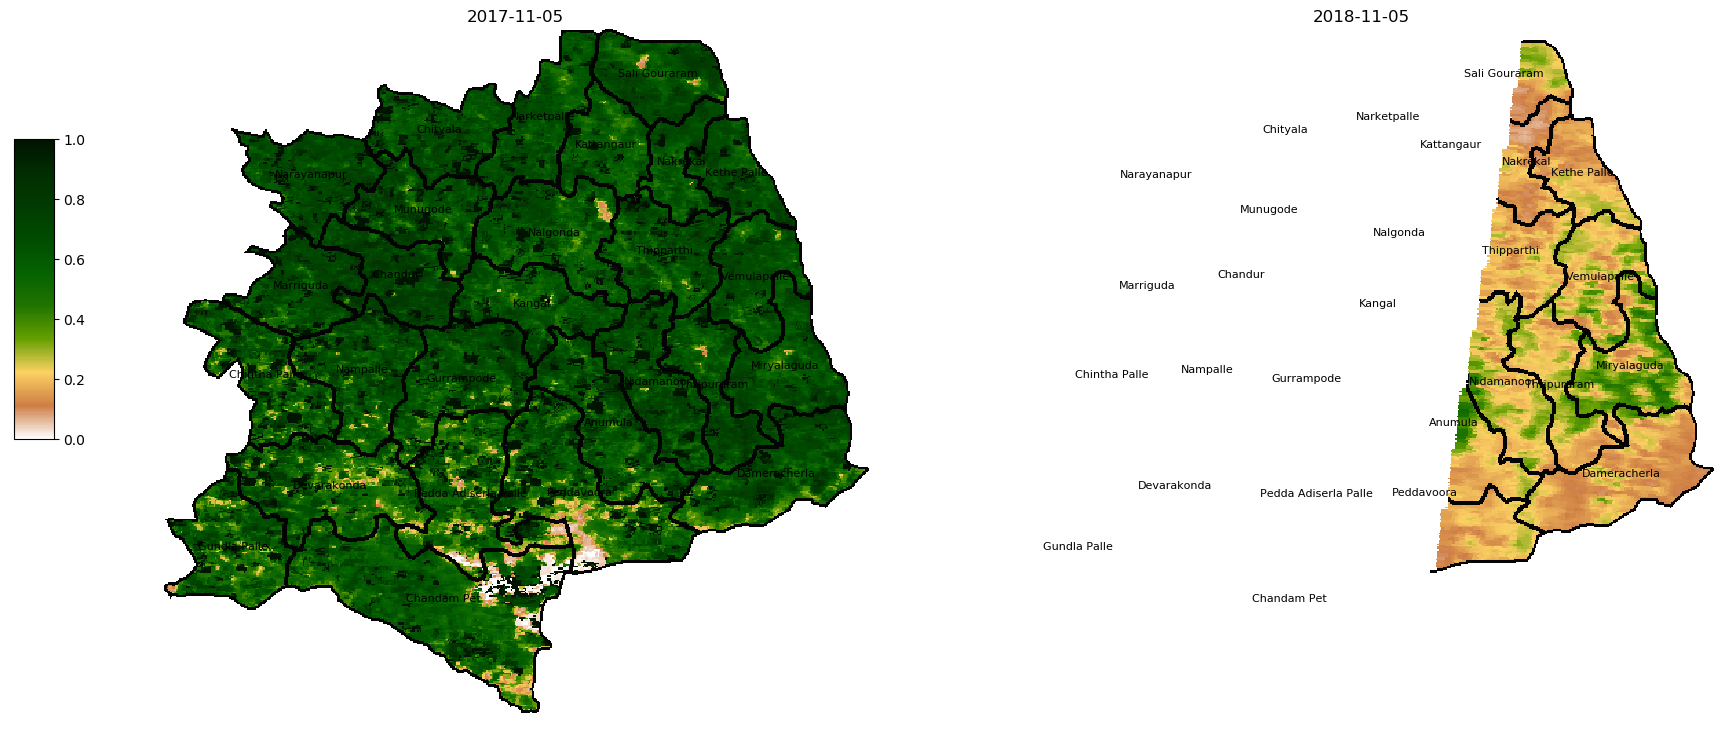 2017-11-05
2018-11-05
1.0
0.8
0.6
0.4
0.2
0.0
Sali Gouraram
Narketpalle
Chityala
Kattangaur
Nakrekal
Kethe Palle
Narayanapur
Munugode
Nalgonda
Thipparthi
Chandur
Vemulapalle
Marriguda
Kangal
Chintha Palle
Nampalle
Gurrampode
Nidamanoor
Thripuraram
Miryalaguda
Anumula
Dameracherla
Devarakonda
Pedda Adiserla Palle
Peddavoora
Gundla Palle
Chandam Pet
Sali Gouraram
Narketpalle
Chityala
Kattangaur
Nakrekal
Kethe Palle
Narayanapur
Munugode
Nalgonda
Thipparthi
Chandur
Vemulapalle
Marriguda
Kangal
Chintha Palle
Nampalle
Gurrampode
Nidamanoor
Thripuraram
Miryalaguda
Anumula
Dameracherla
Devarakonda
Pedda Adiserla Palle
Peddavoora
Gundla Palle
Chandam Pet